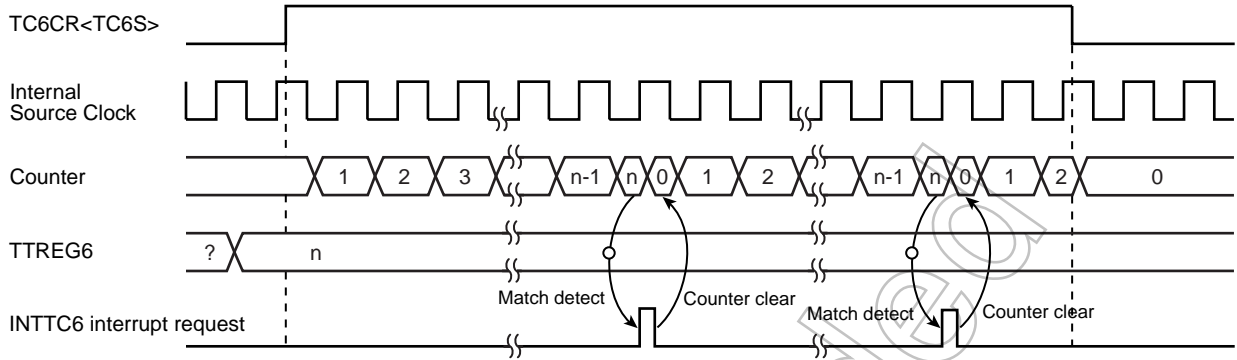 TC6CR<TC6S>
Internal
Source Clock
Counter 1 2 3 n-1 n 0 1 2 n-1 n 0 1 2 0
TTREG6 ? n
Match detect Counter clear Match detect Counter clear
INTTC6 interrupt request